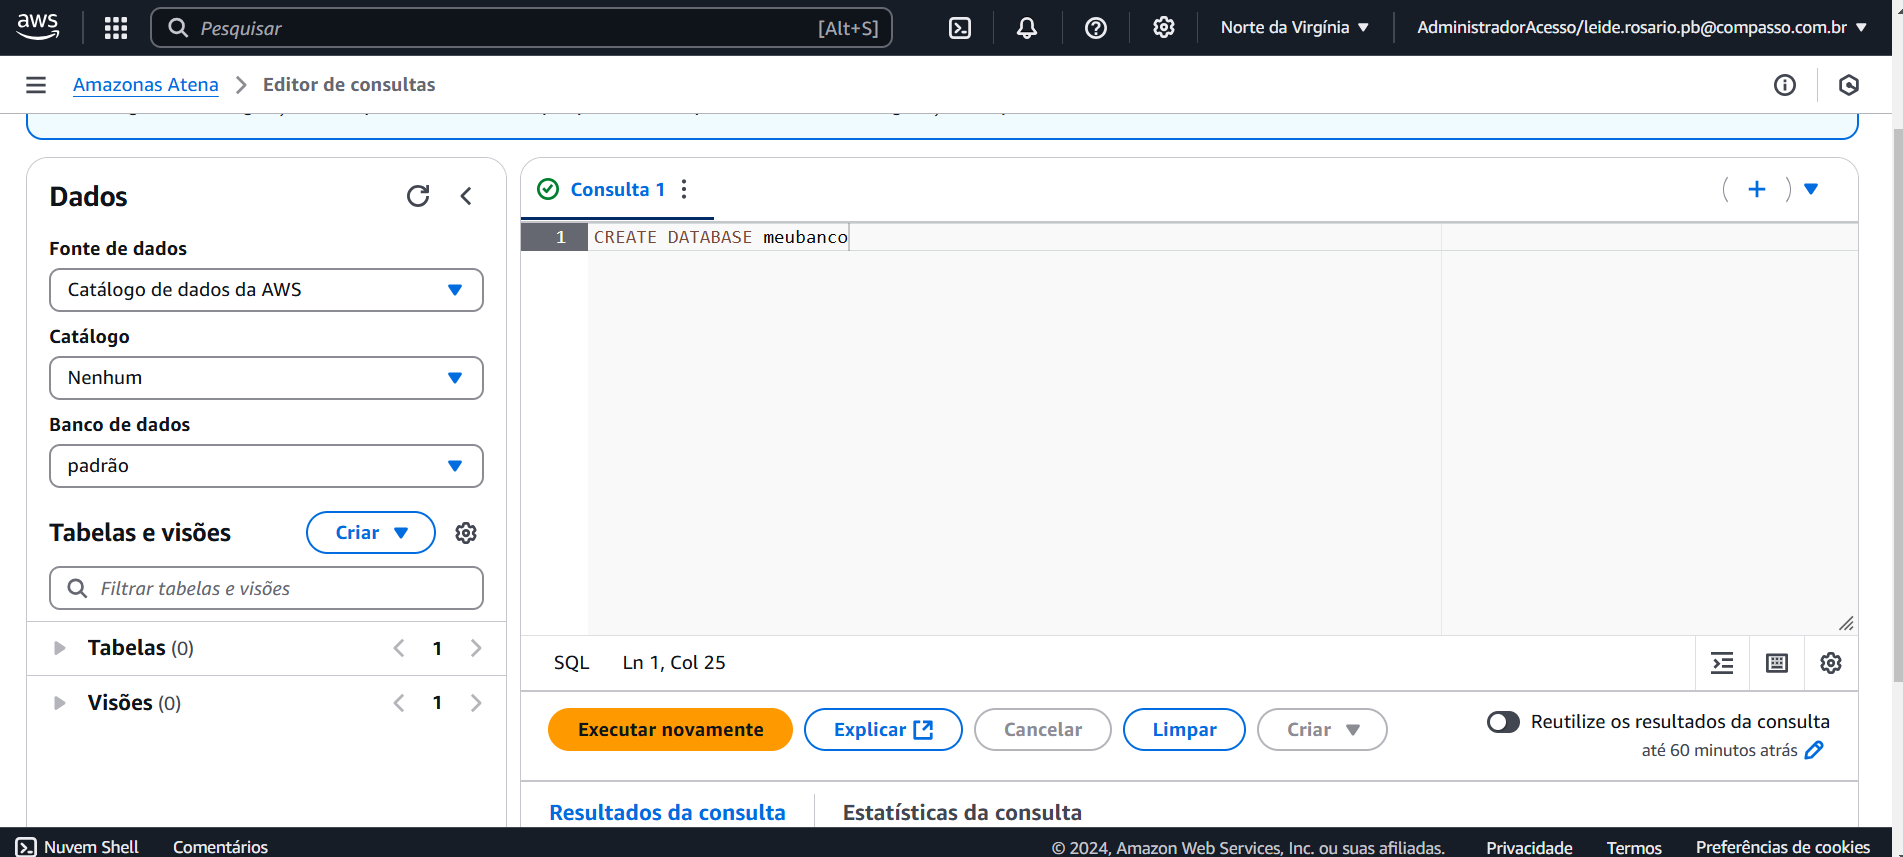 aws
Pesquisar [Alt+S]
Norte da Virgínia
AdministradorAcesso/leide.rosario.pb@compasso.com.br
Amazonas Atena
Editor de consultas
Dados
Fonte de dados
Catálogo de dados da AWS
Catálogo
Nenhum
Banco de dados
padrão
Tabelas e visões
Criar
Filtrar tabelas e visões
Tabelas (0) 1
Visões (0) 1
Consulta 1
1 CREATE DATABASE meubanco
SQL Ln 1, Col 25
Executar novamente
Explicar
Cancelar
Limpar
Criar
Reutilize os resultados da consulta
até 60 minutos atrás
Resultados da consulta
Estatísticas da consulta
Nuvem Shell
Comentários
© 2024, Amazon Web Services, Inc. ou suas afiliadas.
Privacidade
Termos
Preferências de cookies